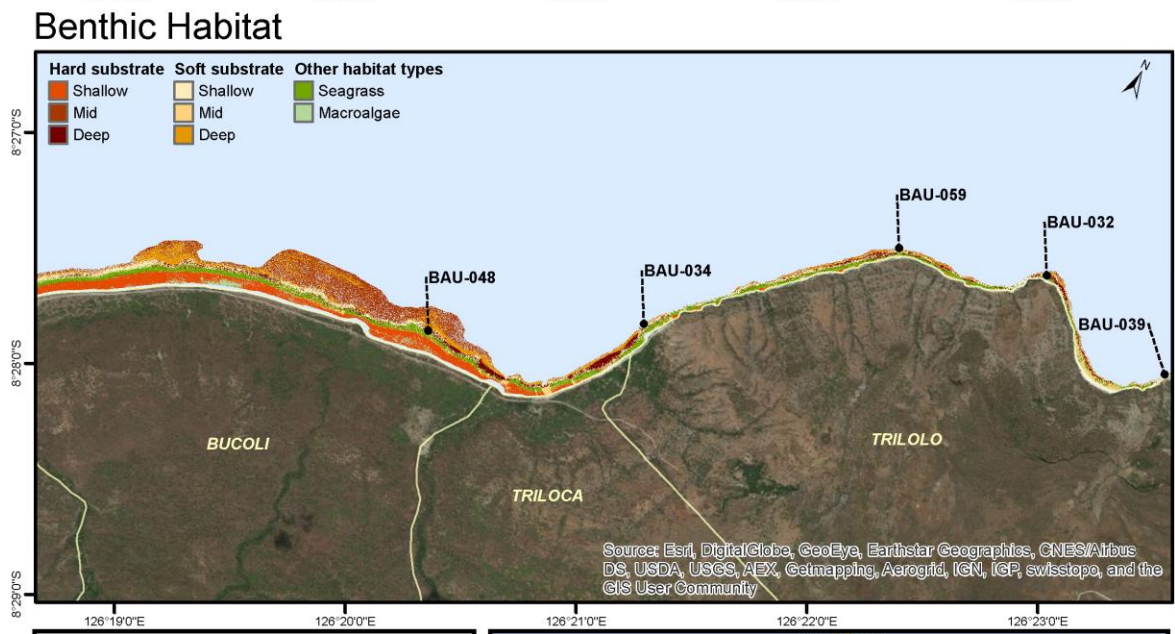 Benthic Habitat
Hard substrate Soft substrate Other habitat types
Shallow Shallow Seagrass
Mid Mid Macroalgae
Deep Deep
N
8°27'0"S
8°28'0"S
8°29'0"S
BAU-059
BAU-032
BAU-048
BAU-034
BAU-039
BUCOLI
TRILOCA
TRILOLO
Source: Esri, DigitalGlobe, GeoEye, Earthstar Geographics, CNES/Airbus
DS, USDA, USGS, AEX, Getmapping, Aerogrid, IGN, IGP, swisstopo, and the
GIS User Community
126°19'0"E 126°20'0"E 126°21'0"E 126°22'0"E 126°23'0"E